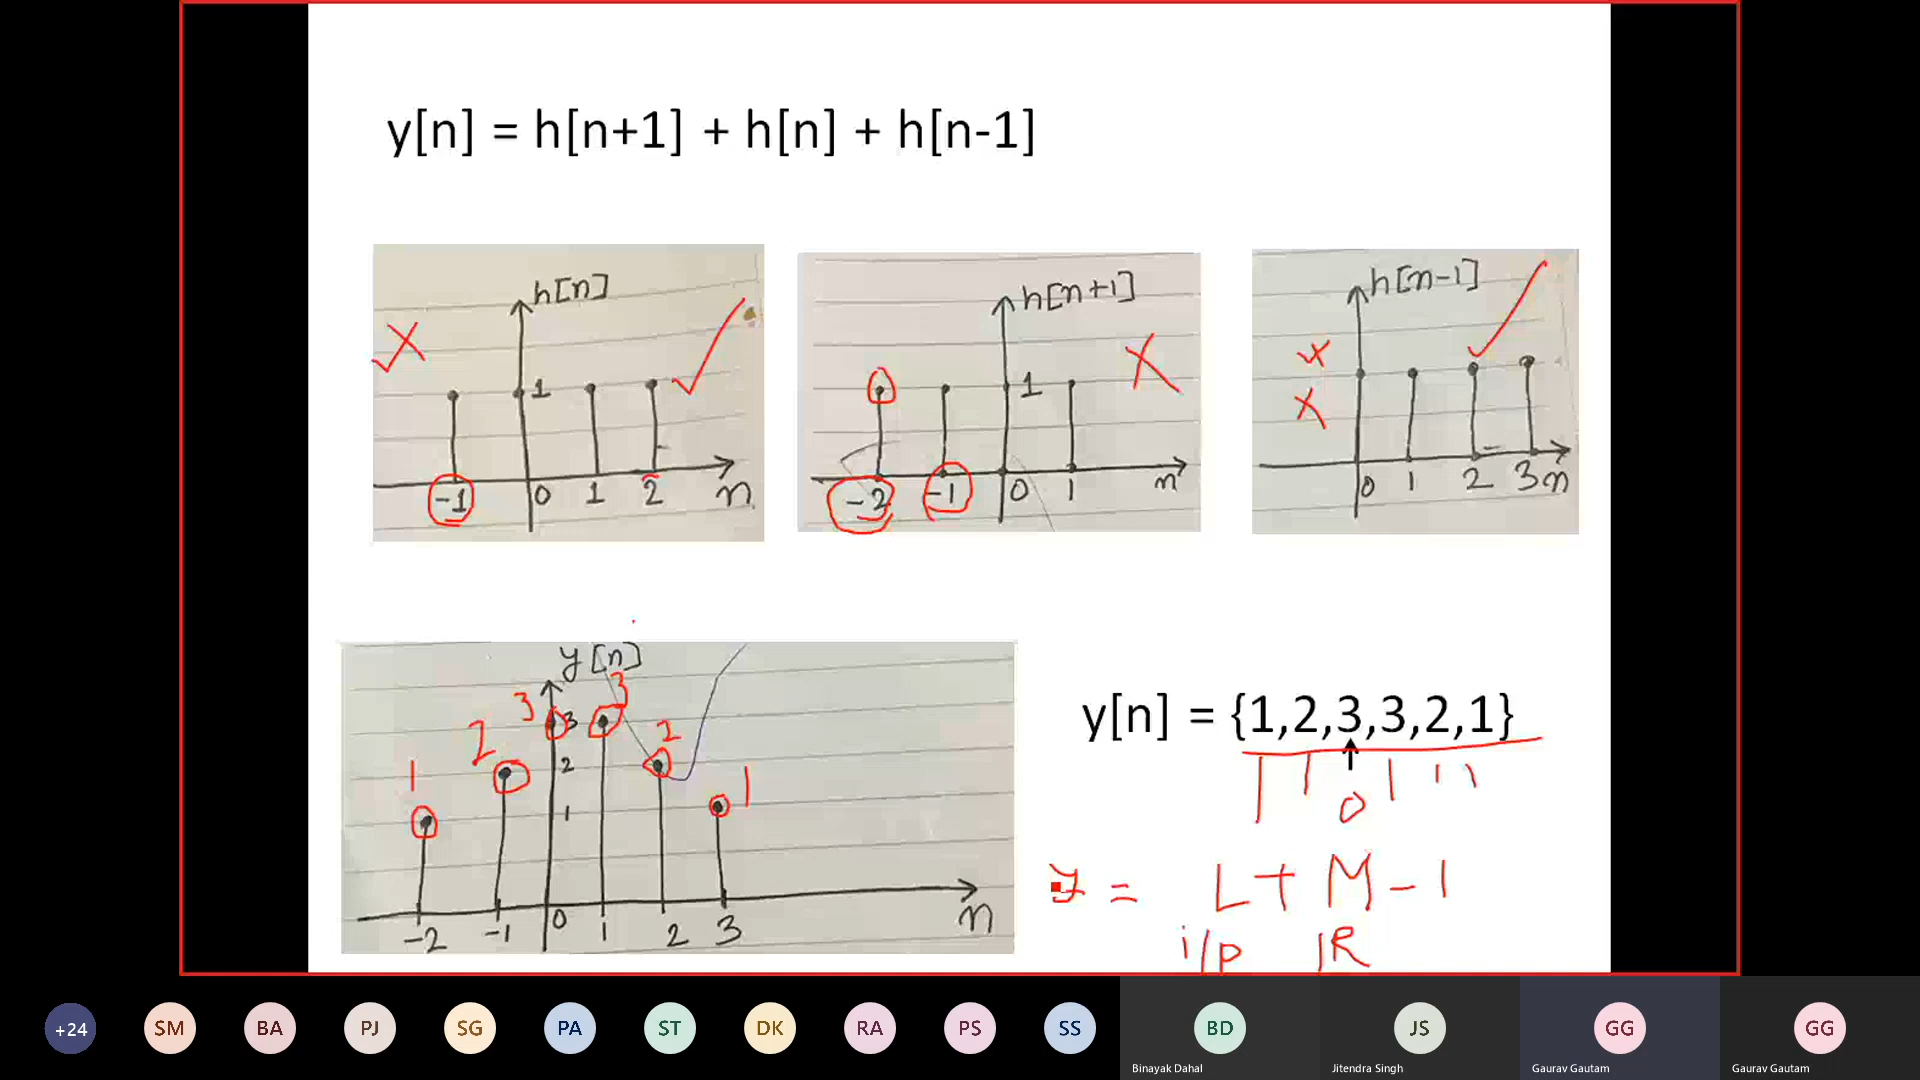 y[n] = h[n+1] + h[n] + h[n-1]
h[n]
1
-1 0 1 2 n
h[n+1]
1
-2 -1 0 1 n
h[n-1]
0 1 2 3 n
y[n]
3 3 3
2 2 2
1 1 1
-2 -1 0 1 2 3 n
y[n] = {1,2,3,3,2,1}
↑
0
y = L + M - 1
i/p IR
+24 SM BA PJ SG PA ST DK RA PS SS BD JS GG GG
Binayak Dahal Jitendra Singh Gaurav Gautam Gaurav Gautam